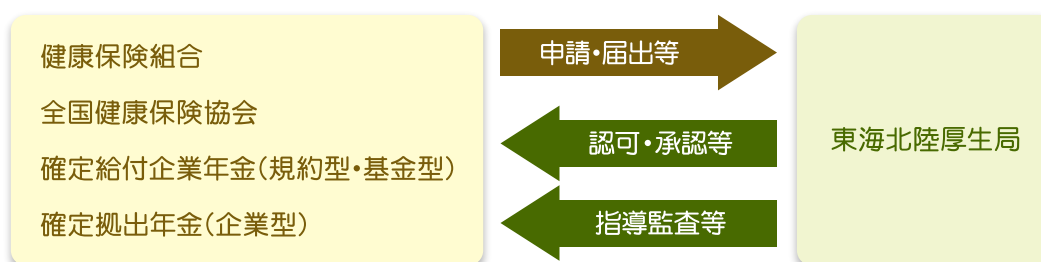 健康保険組合
全国健康保険協会
確定給付企業年金(規約型・基金型)
確定拠出年金(企業型)
申請・届出等
認可・承認等
指導監査等
東海北陸厚生局